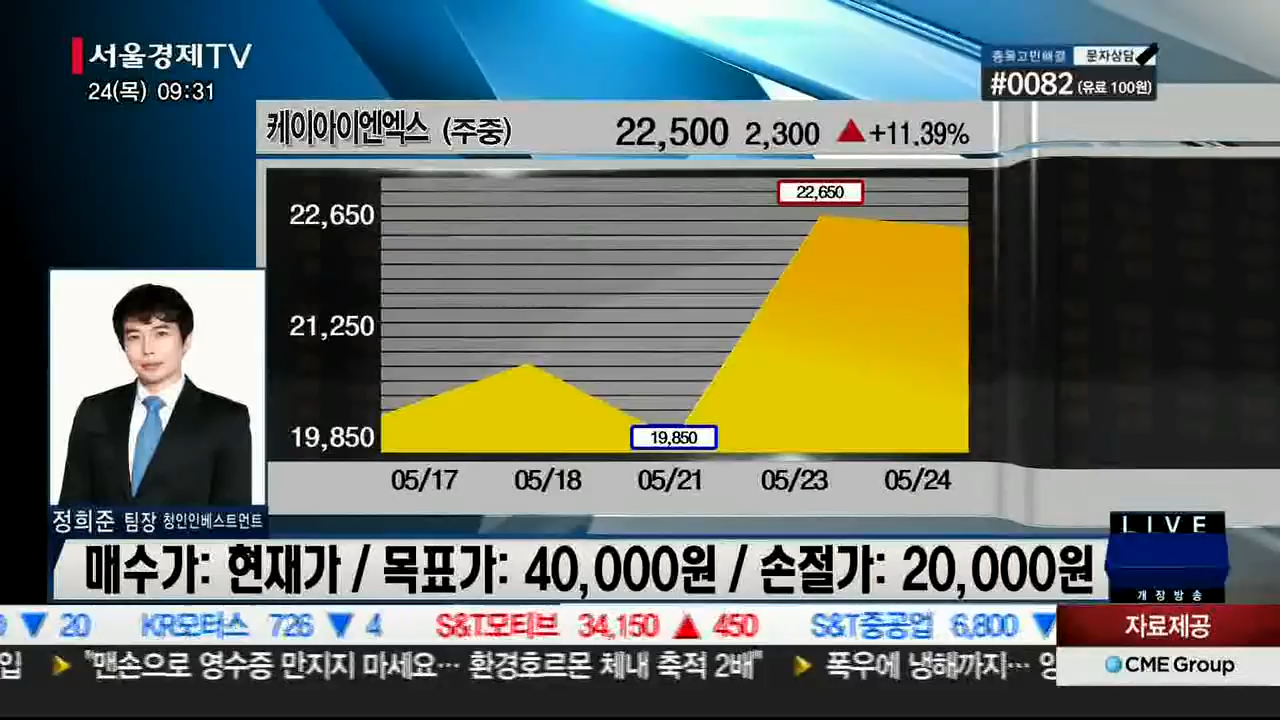 서울경제TV
24(목) 09:31
종목고민해결 문자상담
#0082 (유료 100원)
케이아이엔엑스 (주중) 22,500 2,300 ▲ +11.39%
22,650
22,650
21,250
19,850
19,850
05/17 05/18 05/21 05/23 05/24
정희준 팀장 청인인베스트먼트
LIVE
개장방송
매수가: 현재가 / 목표가: 40,000원 / 손절가: 20,000원
▼ 20 KR모터스 726 ▼ 4 S&T모티브 34,150 ▲ 450 S&T중공업 6,800 ▼
자료제공
입 ▶ "맨손으로 영수증 만지지 마세요… 환경호르몬 체내 축적 2배" ▶ 폭우에 냉해까지…
CME Group